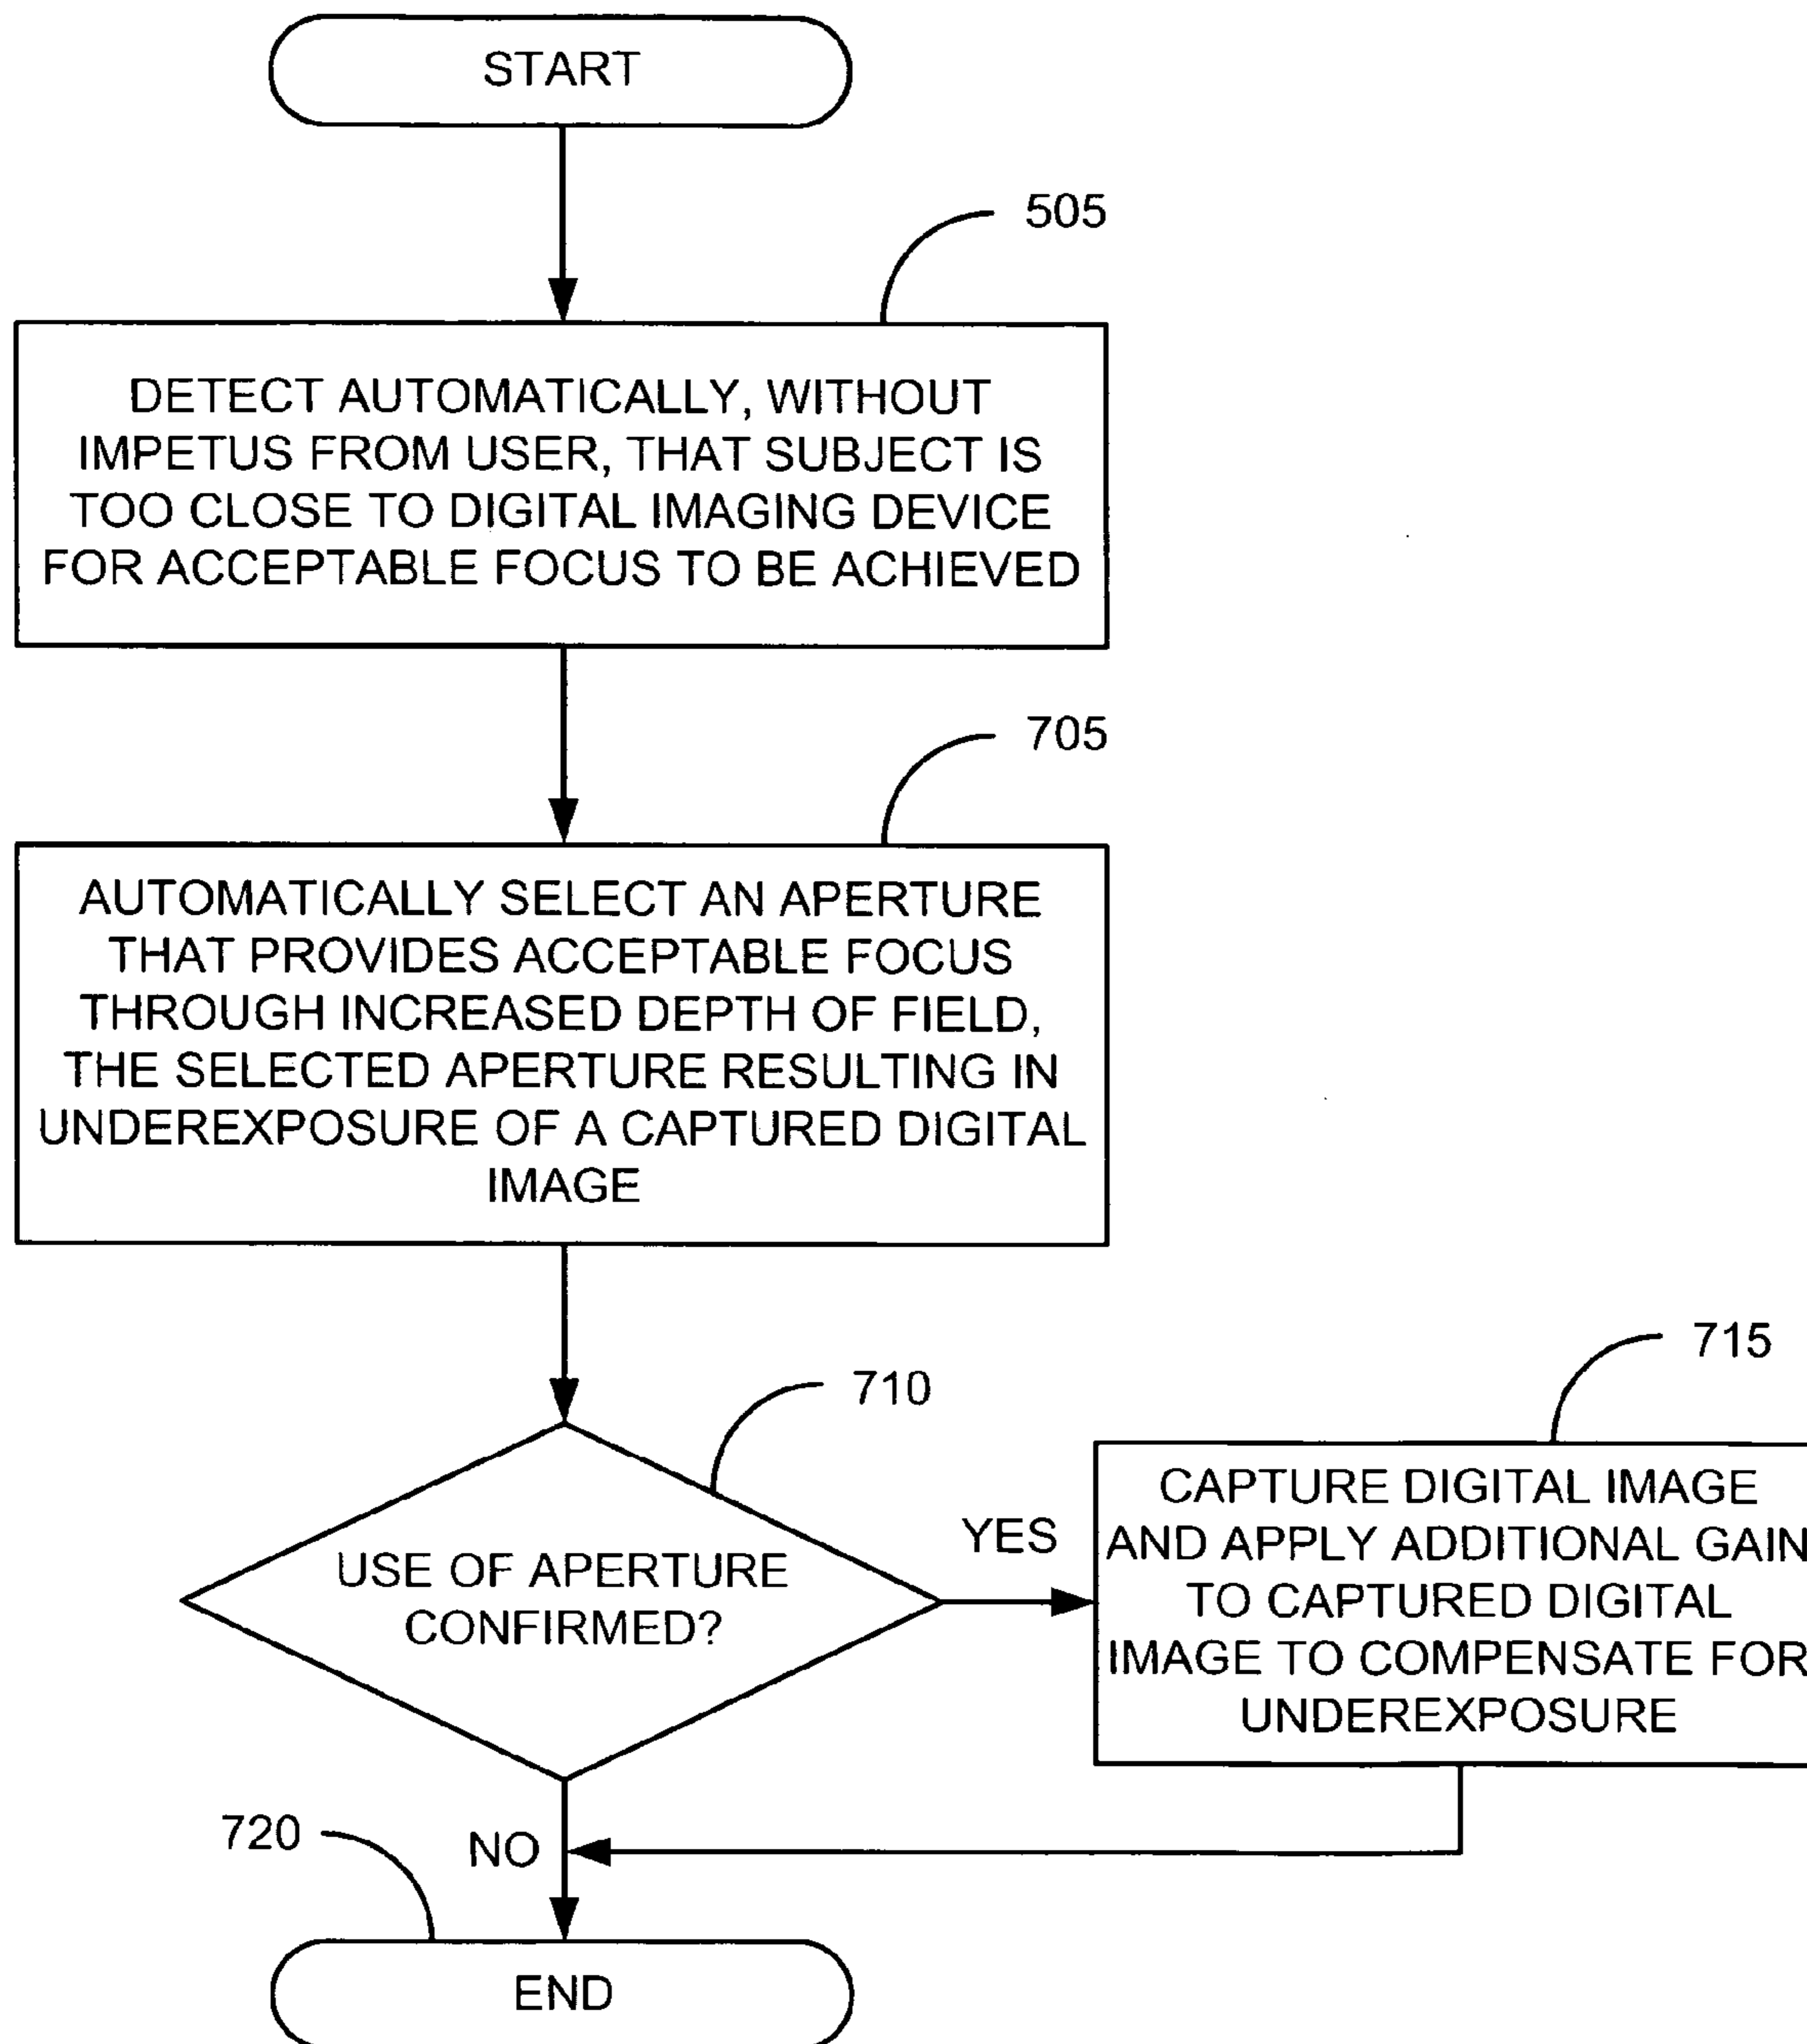 START
505
DETECT AUTOMATICALLY, WITHOUT
IMPETUS FROM USER, THAT SUBJECT IS
TOO CLOSE TO DIGITAL IMAGING DEVICE
FOR ACCEPTABLE FOCUS TO BE ACHIEVED
705
AUTOMATICALLY SELECT AN APERTURE
THAT PROVIDES ACCEPTABLE FOCUS
THROUGH INCREASED DEPTH OF FIELD,
THE SELECTED APERTURE RESULTING IN
UNDEREXPOSURE OF A CAPTURED DIGITAL
IMAGE
710
USE OF APERTURE
CONFIRMED?
YES
715
CAPTURE DIGITAL IMAGE
AND APPLY ADDITIONAL GAIN
TO CAPTURED DIGITAL
IMAGE TO COMPENSATE FOR
UNDEREXPOSURE
NO
720
END